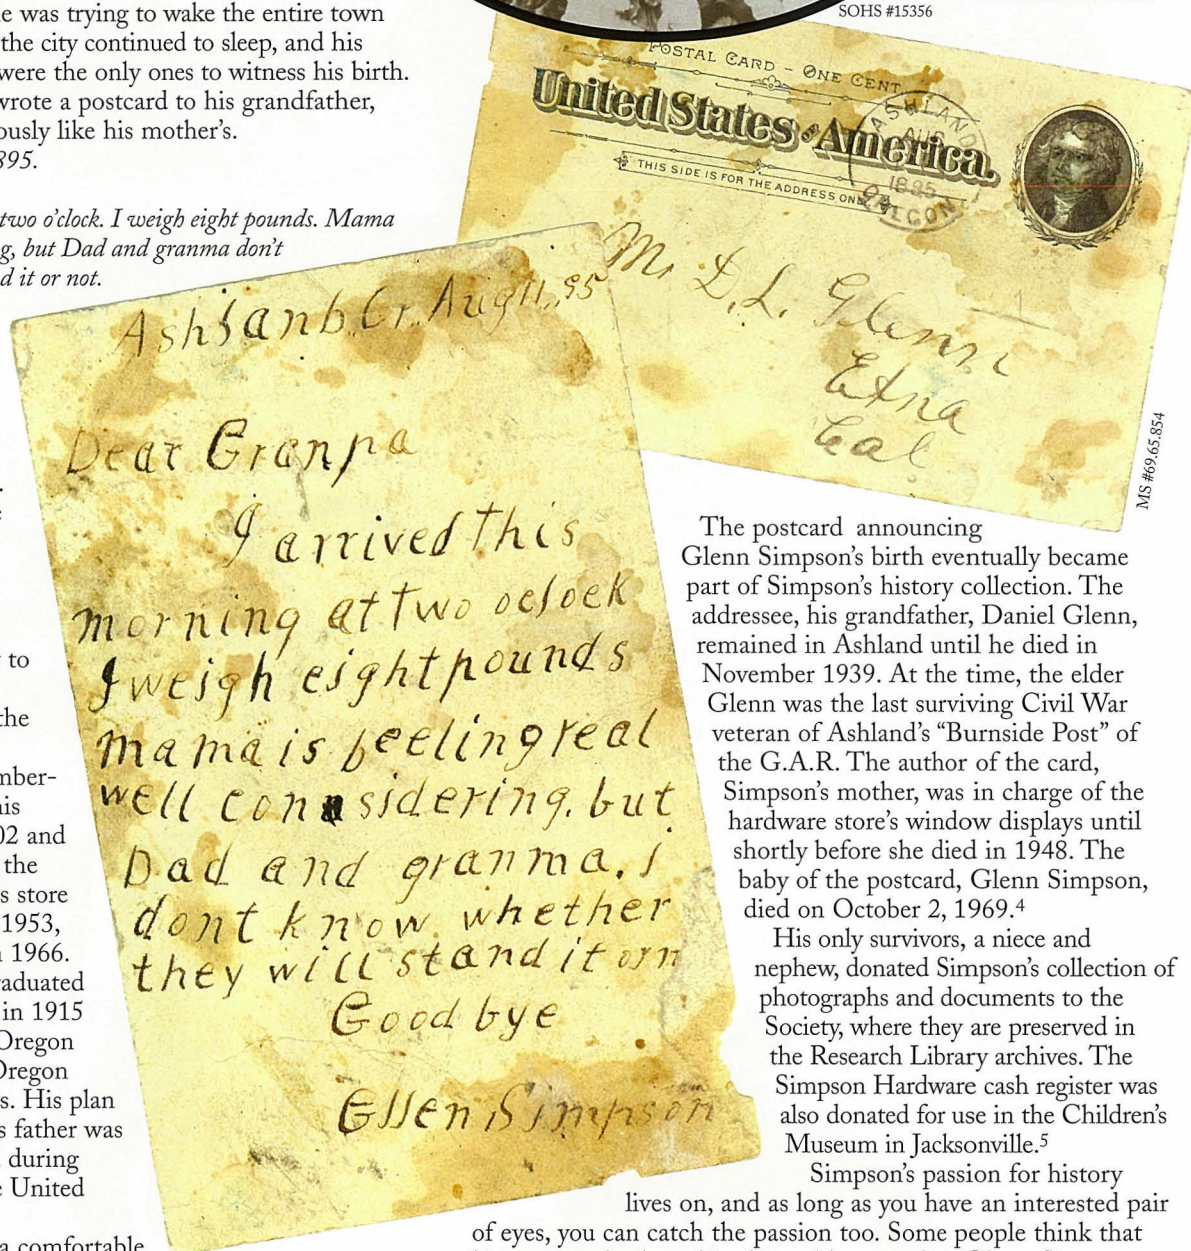 e was trying to wake the entire town
the city continued to sleep, and his
were the only ones to witness his birth.
wrote a postcard to his grandfather,
ously like his mother's.
895.
two o'clock. I weigh eight pounds. Mama
g, but Dad and granma don't
d it or not.
to
the
mber-
his
02 and
the
s store
1953,
1966.
raduated
in 1915
Oregon
Oregon
s. His plan
s father was
during
e United
a comfortable
SOHS #15356
POSTAL CARD – ONE CENT
United States of America.
THIS SIDE IS FOR THE ADDRESS ONLY
ASHLAND
AUG
1895
OREGON
Mr D. L. Glenn
Etna
Cal
MS #69.65.854
Ashland Or. Aug 11, 95
Dear Granpa
I arrived this
morning at two oclock
I weigh eight pounds
mama is feeling real
well considering, but
Dad and granma, I
dont know whether
they will stand it orn
Good bye
Glen Simpson
The postcard announcing
Glenn Simpson's birth eventually became
part of Simpson's history collection. The
addressee, his grandfather, Daniel Glenn,
remained in Ashland until he died in
November 1939. At the time, the elder
Glenn was the last surviving Civil War
veteran of Ashland's "Burnside Post" of
the G.A.R. The author of the card,
Simpson's mother, was in charge of the
hardware store's window displays until
shortly before she died in 1948. The
baby of the postcard, Glenn Simpson,
died on October 2, 1969.4
His only survivors, a niece and
nephew, donated Simpson's collection of
photographs and documents to the
Society, where they are preserved in
the Research Library archives. The
Simpson Hardware cash register was
also donated for use in the Children's
Museum in Jacksonville.5
Simpson's passion for history
lives on, and as long as you have an interested pair
of eyes, you can catch the passion too. Some people think that